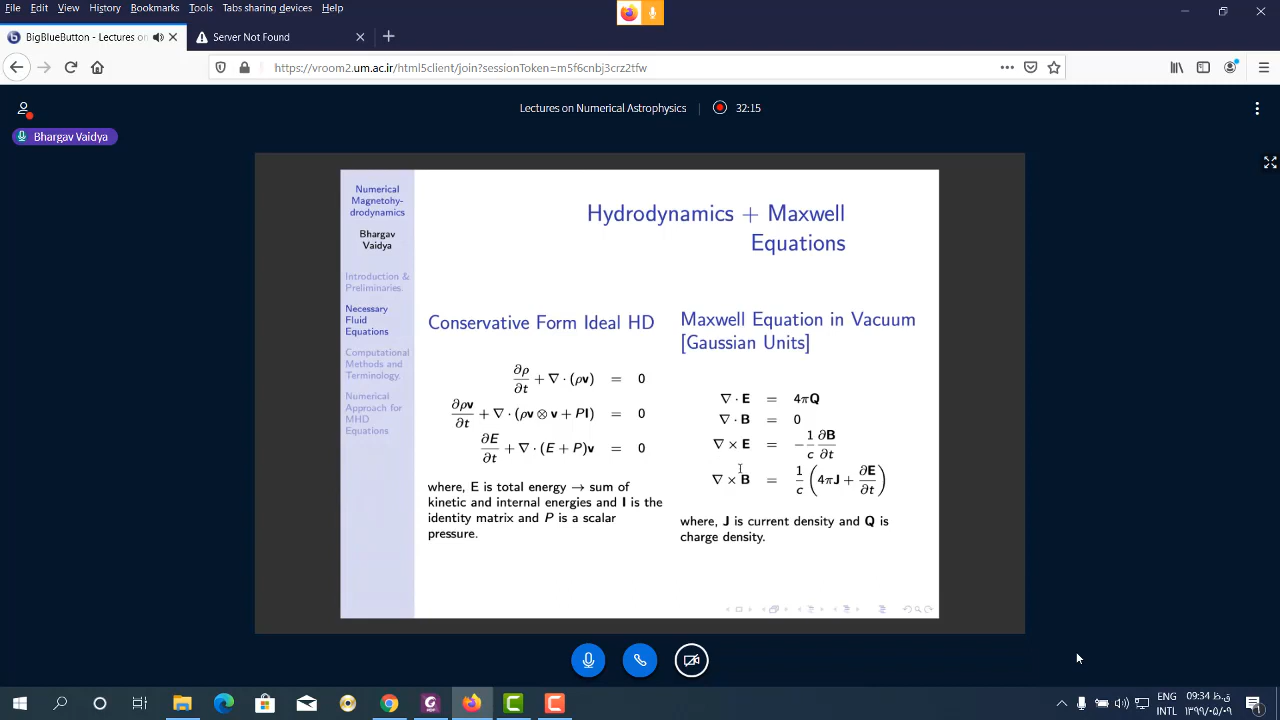 File Edit View History Bookmarks Tools Tab sharing devices Help
BigBlueButton - Lectures on
Server Not Found
https://vroom2.um.ac.ir/html5client/join?sessionToken=m5f6cnbj3crz2tfw
Lectures on Numerical Astrophysics 32:15
Bhargav Vaidya
Numerical
Magnetohy-
drodynamics
Bhargav
Vaidya
Introduction &
Preliminaries.
Necessary
Fluid
Equations
Computational
Methods and
Terminology.
Numerical
Approach for
MHD
Equations
Hydrodynamics + Maxwell
Equations
Conservative Form Ideal HD
∂ρ/∂t + ∇ · (ρv) = 0
∂ρv/∂t + ∇ · (ρv ⊗ v + PI) = 0
∂E/∂t + ∇ · (E + P)v = 0
where, E is total energy → sum of
kinetic and internal energies and I is the
identity matrix and P is a scalar
pressure.
Maxwell Equation in Vacuum
[Gaussian Units]
∇ · E = 4πQ
∇ · B = 0
∇ × E = −1/c ∂B/∂t
∇ × B = 1/c (4πJ + ∂E/∂t)
where, J is current density and Q is
charge density.
ENG
INTL
09:34 ق.ظ
۱۳۹۹/۰۵/۰۹